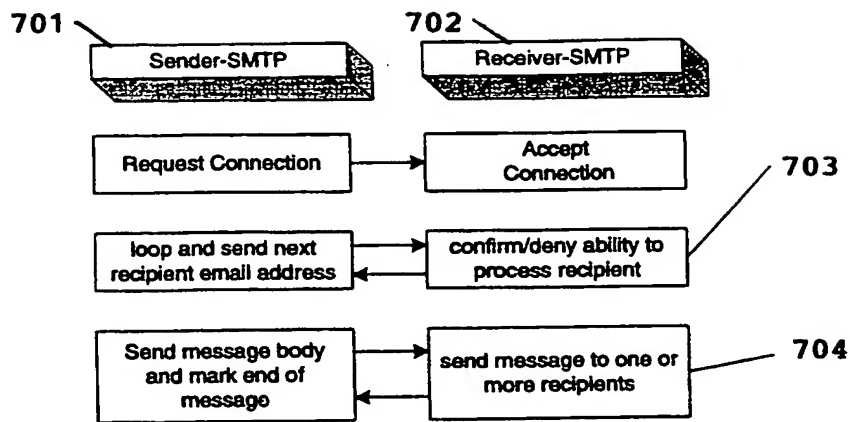 701
702
Sender-SMTP
Receiver-SMTP
Request Connection
Accept
Connection
703
loop and send next
recipient email address
confirm/deny ability to
process recipient
Send message body
and mark end of
message
send message to one or
more recipients
704